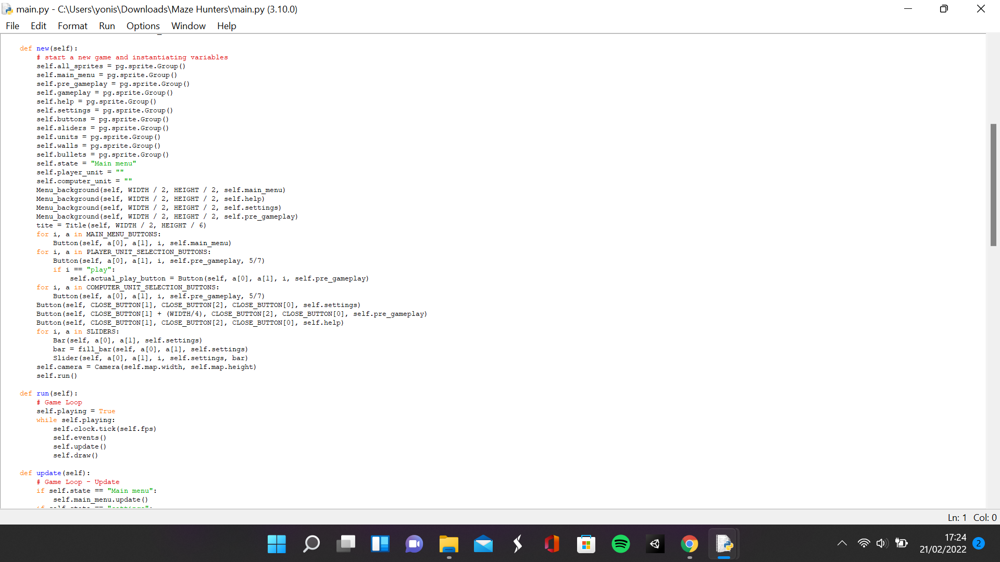 main.py - C:\Users\yonis\Downloads\Maze Hunters\main.py (3.10.0)
File Edit Format Run Options Window Help
    def new(self):
        # start a new game and instantiating variables
        self.all_sprites = pg.sprite.Group()
        self.main_menu = pg.sprite.Group()
        self.pre_gameplay = pg.sprite.Group()
        self.gameplay = pg.sprite.Group()
        self.help = pg.sprite.Group()
        self.settings = pg.sprite.Group()
        self.buttons = pg.sprite.Group()
        self.sliders = pg.sprite.Group()
        self.units = pg.sprite.Group()
        self.walls = pg.sprite.Group()
        self.bullets = pg.sprite.Group()
        self.state = "Main menu"
        self.player_unit = ""
        self.computer_unit = ""
        Menu_background(self, WIDTH / 2, HEIGHT / 2, self.main_menu)
        Menu_background(self, WIDTH / 2, HEIGHT / 2, self.help)
        Menu_background(self, WIDTH / 2, HEIGHT / 2, self.settings)
        Menu_background(self, WIDTH / 2, HEIGHT / 2, self.pre_gameplay)
        tite = Title(self, WIDTH / 2, HEIGHT / 6)
        for i, a in MAIN_MENU_BUTTONS:
            Button(self, a[0], a[1], i, self.main_menu)
        for i, a in PLAYER_UNIT_SELECTION_BUTTONS:
            Button(self, a[0], a[1], i, self.pre_gameplay, 5/7)
            if i == "play":
                self.actual_play_button = Button(self, a[0], a[1], i, self.pre_gameplay)
        for i, a in COMPUTER_UNIT_SELECTION_BUTTONS:
            Button(self, a[0], a[1], i, self.pre_gameplay, 5/7)
        Button(self, CLOSE_BUTTON[1], CLOSE_BUTTON[2], CLOSE_BUTTON[0], self.settings)
        Button(self, CLOSE_BUTTON[1] + (WIDTH/4), CLOSE_BUTTON[2], CLOSE_BUTTON[0], self.pre_gameplay)
        Button(self, CLOSE_BUTTON[1], CLOSE_BUTTON[2], CLOSE_BUTTON[0], self.help)
        for i, a in SLIDERS:
            Bar(self, a[0], a[1], self.settings)
            bar = fill_bar(self, a[0], a[1], self.settings)
            Slider(self, a[0], a[1], i, self.settings, bar)
        self.camera = Camera(self.map.width, self.map.height)
        self.run()
    def run(self):
        # Game Loop
        self.playing = True
        while self.playing:
            self.clock.tick(self.fps)
            self.events()
            self.update()
            self.draw()
    def update(self):
        # Game Loop - Update
        if self.state == "Main menu":
            self.main_menu.update()
        if self.state == "settings":
Ln: 1 Col: 0
17:24
21/02/2022
2